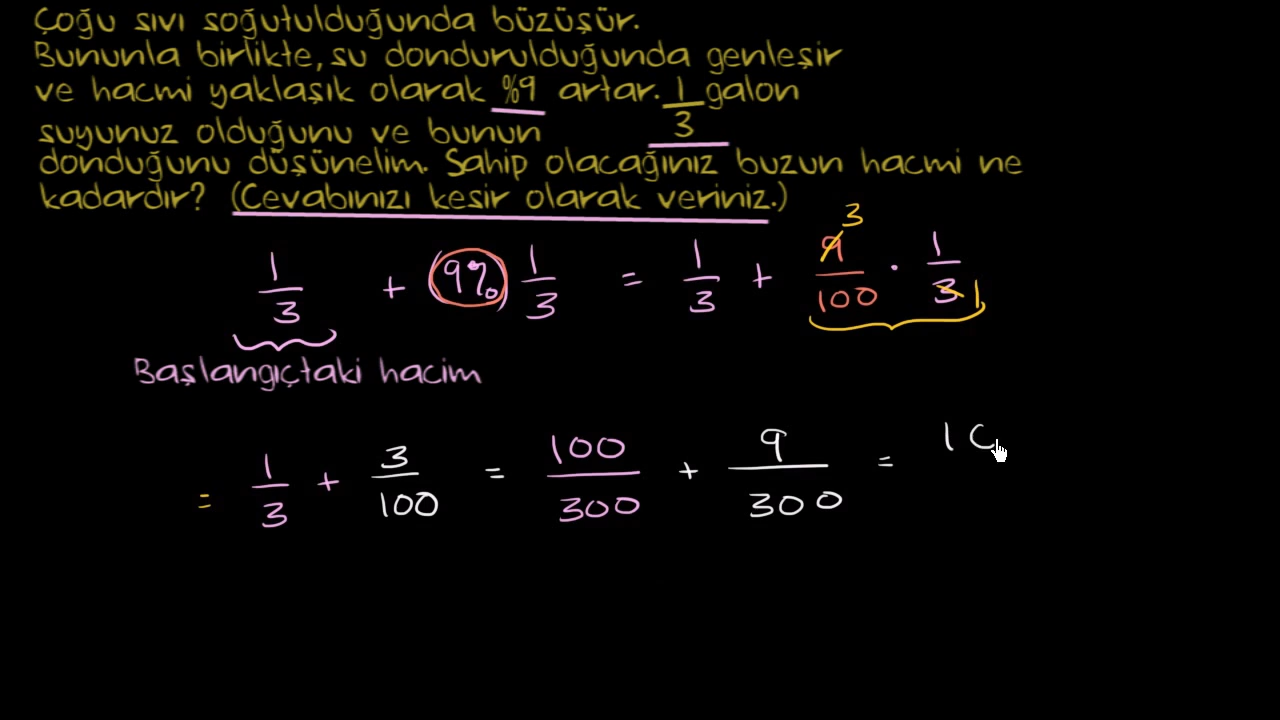 Çoğu sıvı soğutulduğunda büzüşür.
Bununla birlikte, su dondurulduğunda genleşir
ve hacmi yaklaşık olarak %9 artar. 1/3 galon
suyunuz olduğunu ve bunun
donduğunu düşünelim. Sahip olacağınız buzun hacmi ne
kadardır? (Cevabınızı kesir olarak veriniz.)
1/3 + (9%) 1/3 = 1/3 + 9/100 · 1/3
3
1
Başlangıçtaki hacim
= 1/3 + 3/100 = 100/300 + 9/300 = 1